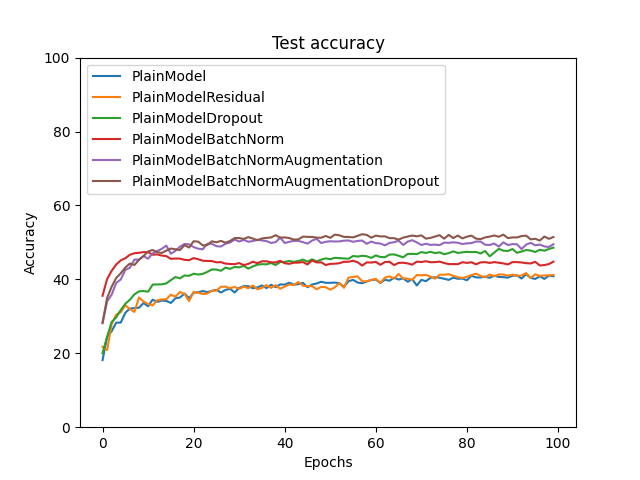 Test accuracy
100
80
60
40
20
0
Accuracy
PlainModel
PlainModelResidual
PlainModelDropout
PlainModelBatchNorm
PlainModelBatchNormAugmentation
PlainModelBatchNormAugmentationDropout
0 20 40 60 80 100
Epochs